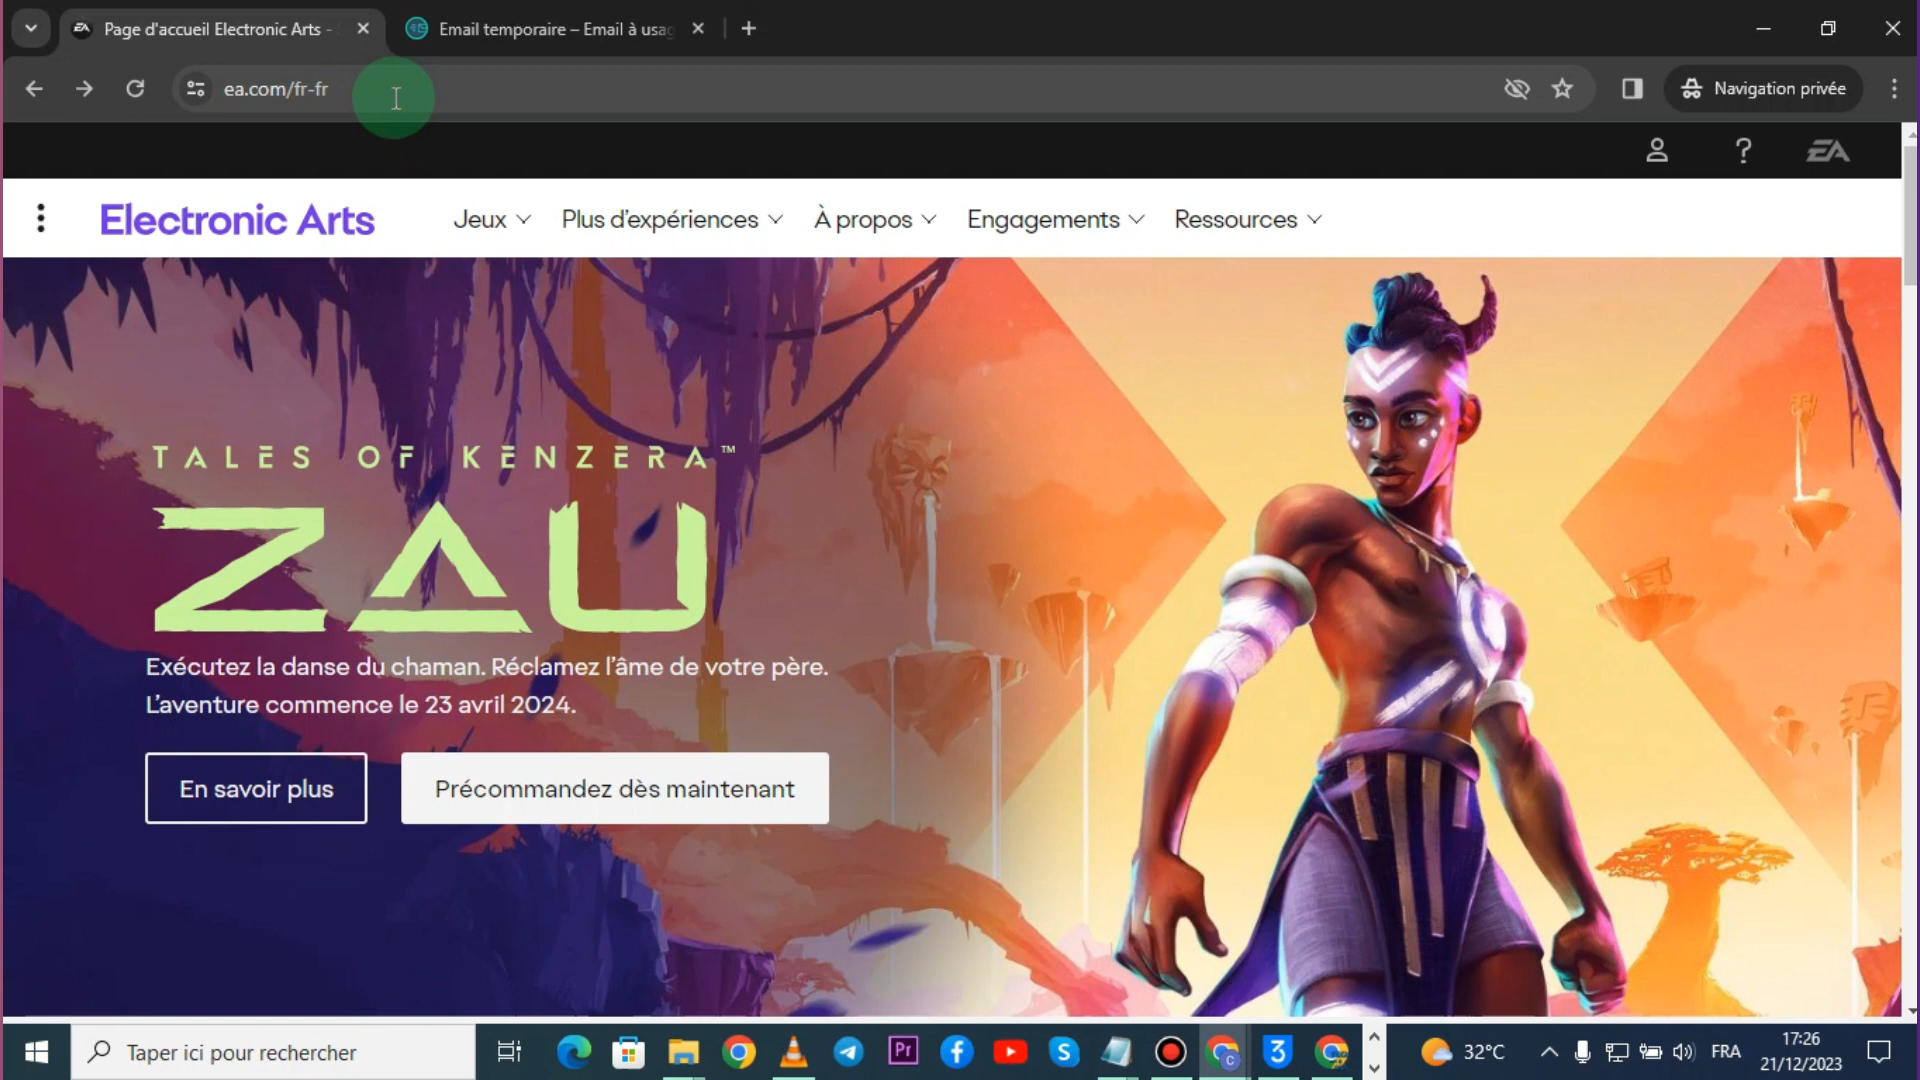 Page d'accueil Electronic Arts -
Email temporaire – Email à usag
ea.com/fr-fr
Navigation privée
?
EA
Electronic Arts
Jeux
Plus d'expériences
À propos
Engagements
Ressources
TALES OF KENZERA™
ZAU
Exécutez la danse du chaman. Réclamez l'âme de votre père.
L'aventure commence le 23 avril 2024.
En savoir plus
Précommandez dès maintenant
Taper ici pour rechercher
Pr
32°C
FRA
17:26
21/12/2023